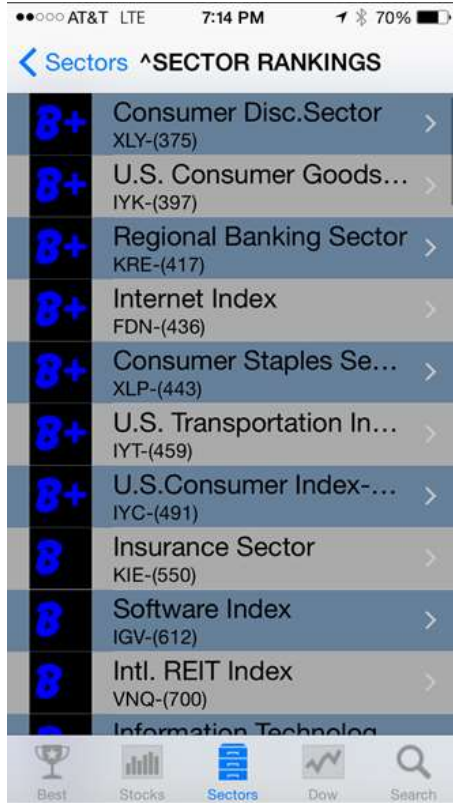 AT&T LTE 7:14 PM 70%
Sectors ^SECTOR RANKINGS
B+ Consumer Disc.Sector
XLY-(375)
B+ U.S. Consumer Goods...
IYK-(397)
B+ Regional Banking Sector
KRE-(417)
B+ Internet Index
FDN-(436)
B+ Consumer Staples Se...
XLP-(443)
B+ U.S. Transportation In...
IYT-(459)
B+ U.S.Consumer Index-...
IYC-(491)
B Insurance Sector
KIE-(550)
B Software Index
IGV-(612)
B Intl. REIT Index
VNQ-(700)
B Information Technolog
Best Stocks Sectors Dow Search